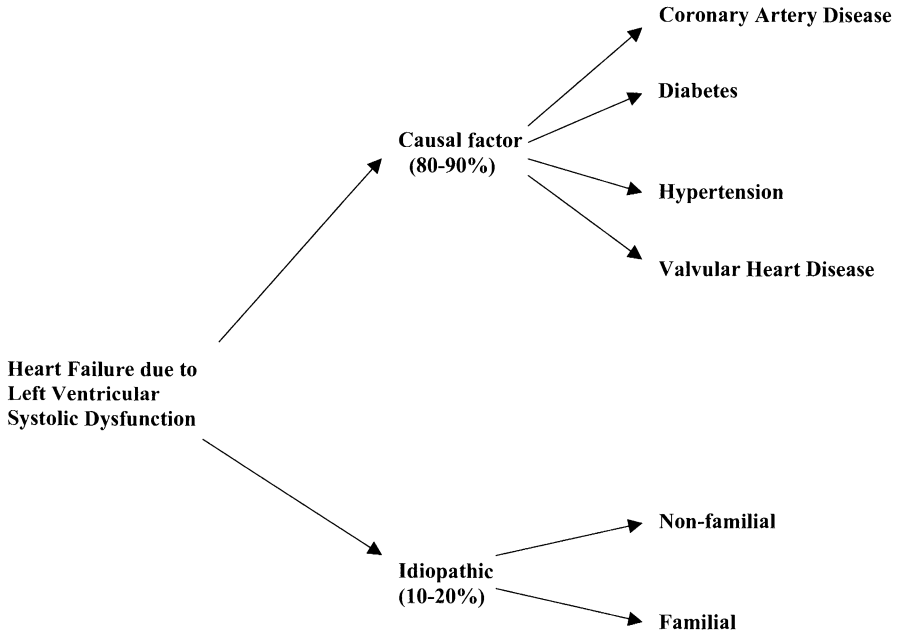 Coronary Artery Disease
Diabetes
Causal factor
(80-90%)
Hypertension
Valvular Heart Disease
Heart Failure due to
Left Ventricular
Systolic Dysfunction
Non-familial
Idiopathic
(10-20%)
Familial